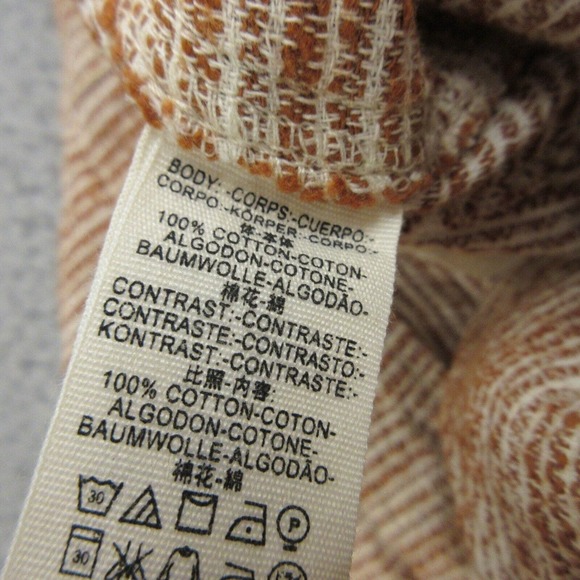 BODY:-CORPS:-CUERPO:-
CORPO:-KÖRPER:-CORPO:-
体-本体
100% COTTON-COTON-
ALGODON-COTONE-
BAUMWOLLE-ALGODÃO-
棉花-綿
CONTRAST:-CONTRASTE:-
CONTRASTE:-CONTRASTO:-
KONTRAST:-CONTRASTE:-
比照-内容:
100% COTTON-COTON-
ALGODON-COTONE-
BAUMWOLLE-ALGODÃO-
棉花-綿
30 P
30